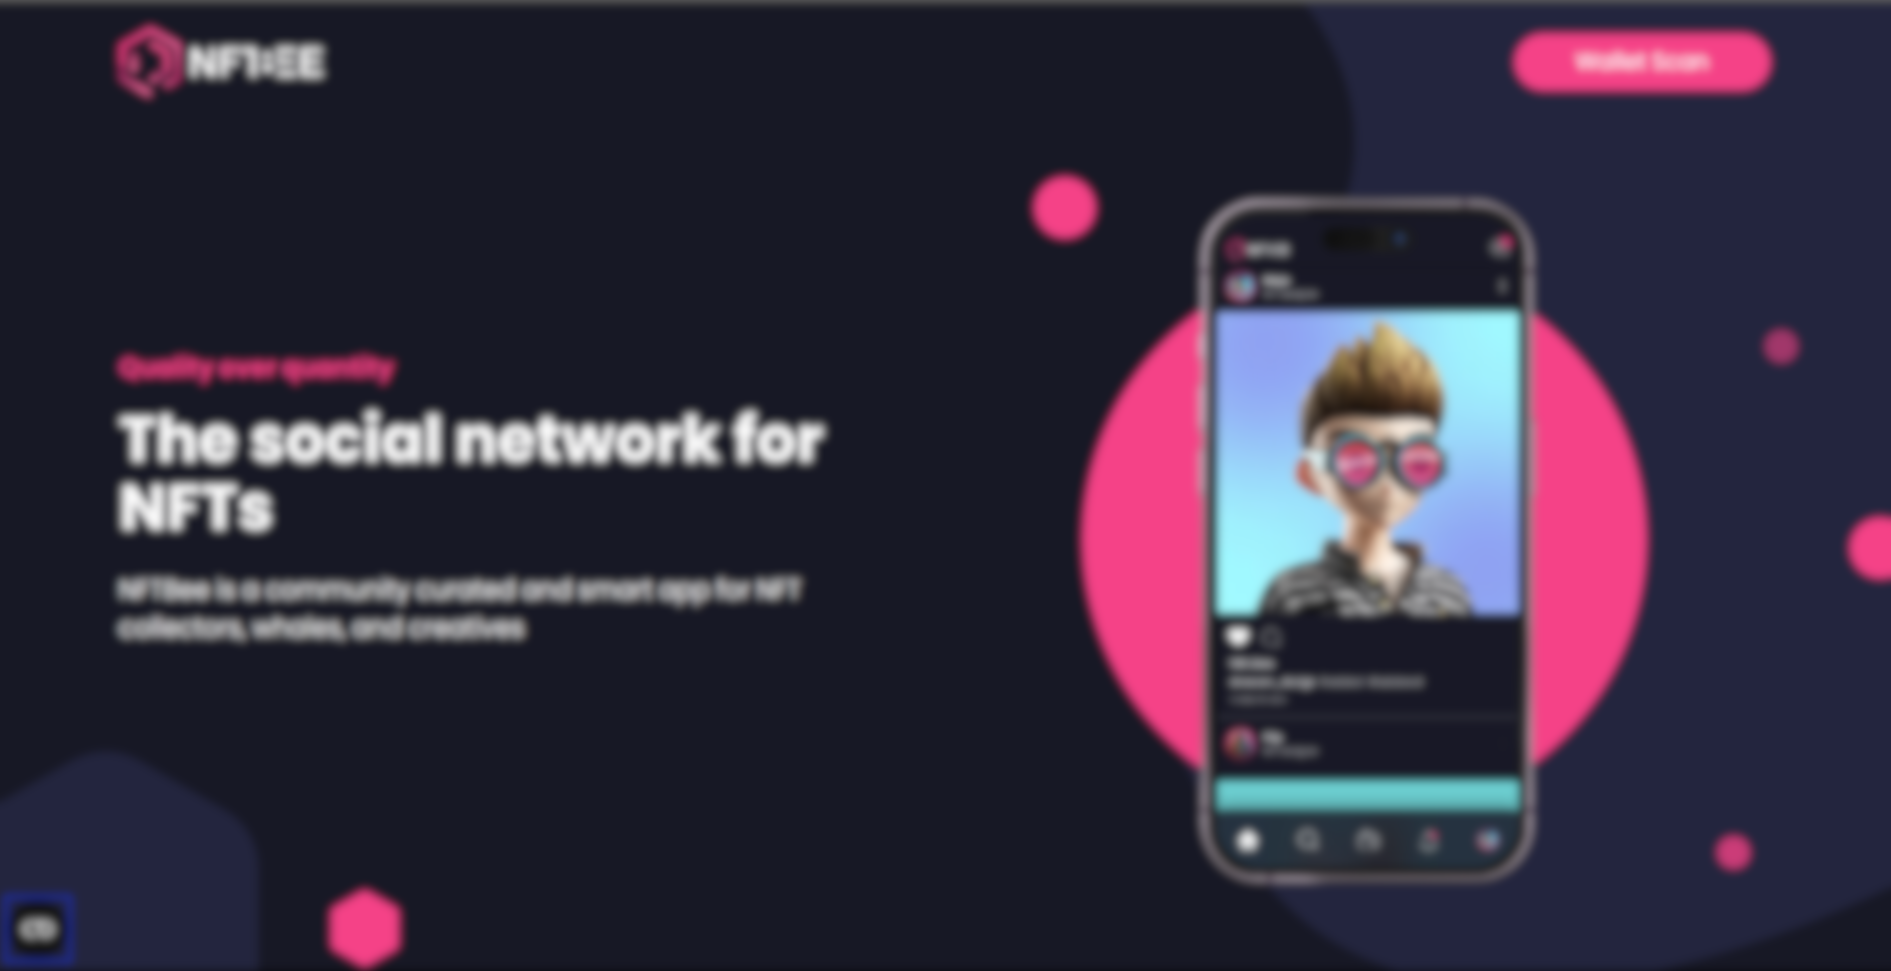 NFTBEE
Wallet Scan
Quality over quantity
The social network for
NFTs
NFTBee is a community curated and smart app for NFT
collectors, whales, and creatives